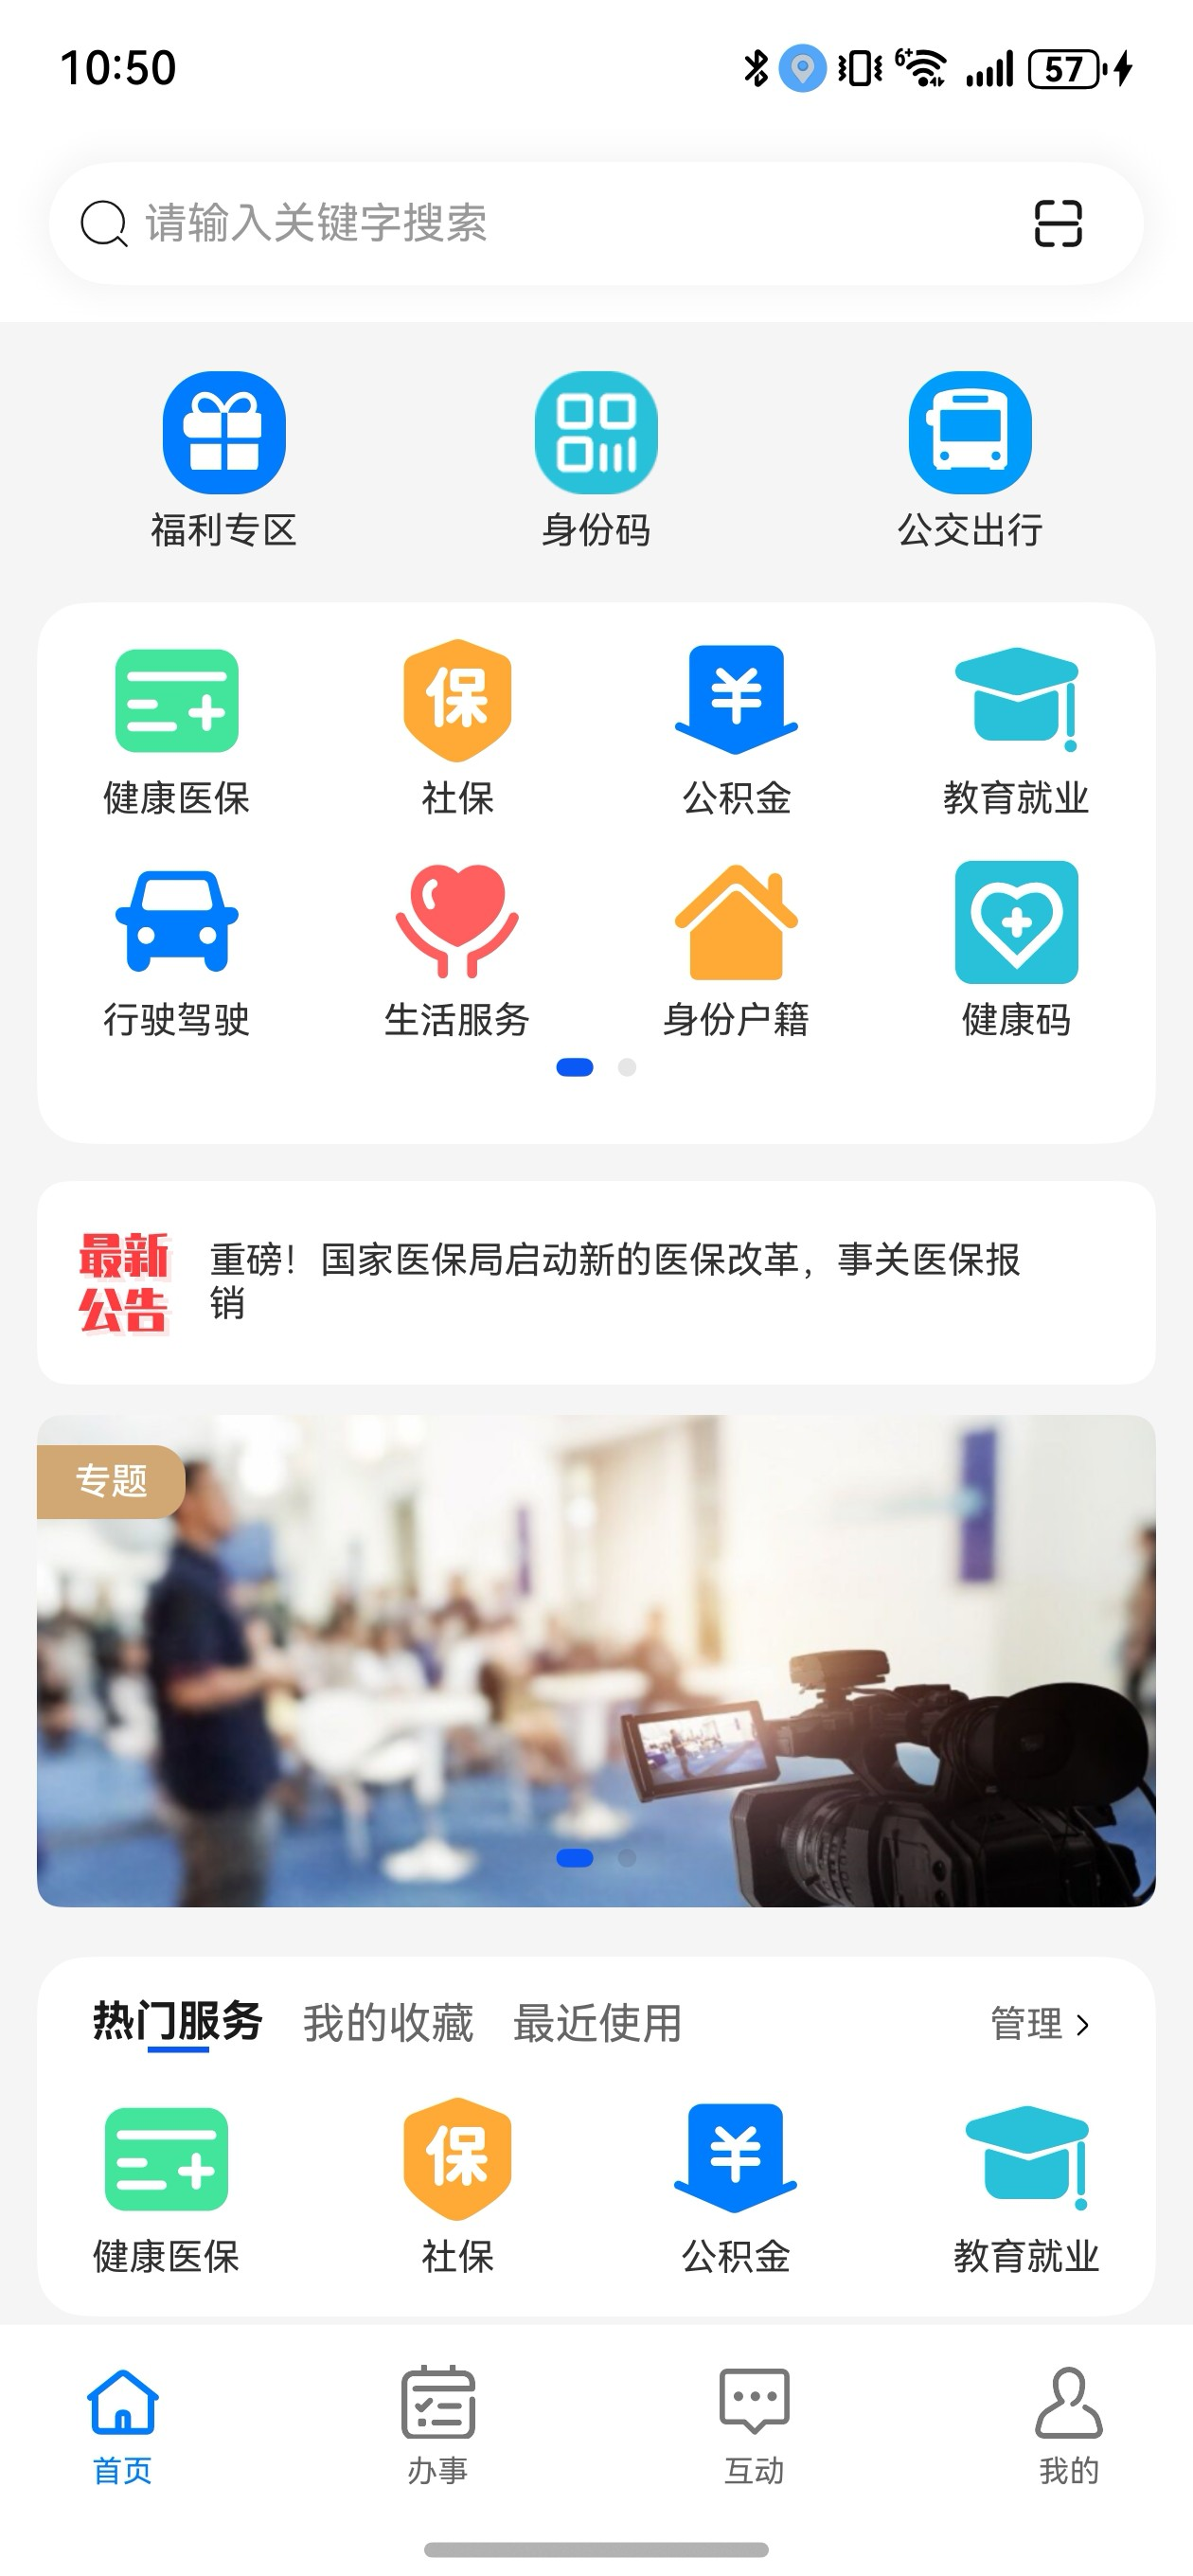 10:50
6+
57
请输入关键字搜索
福利专区 身份码 公交出行
保
¥
健康医保 社保 公积金 教育就业
行驶驾驶 生活服务 身份户籍 健康码
最新
公告
重磅！国家医保局启动新的医保改革，事关医保报
销
专题
热门服务 我的收藏 最近使用 管理
保
¥
健康医保 社保 公积金 教育就业
首页 办事 互动 我的